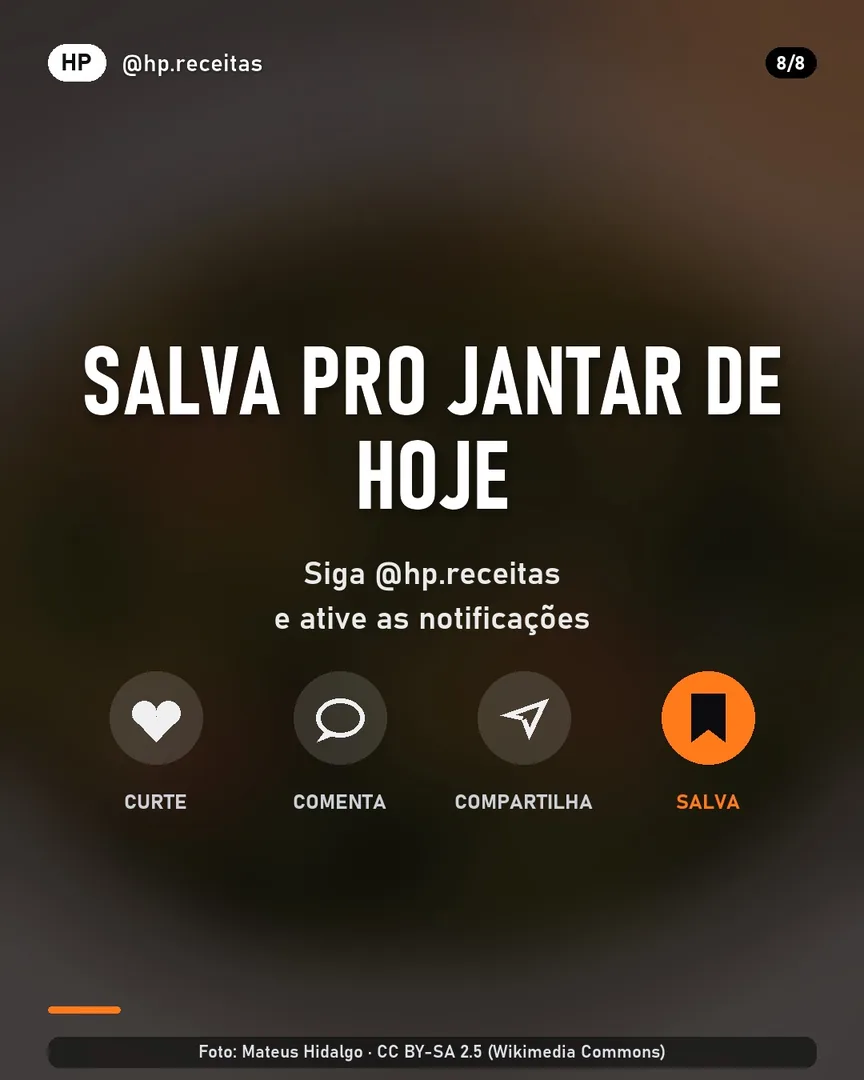 HP @hp.receitas 8/8
SALVA PRO JANTAR DE
HOJE
Siga @hp.receitas
e ative as notificações
CURTE COMENTA COMPARTILHA SALVA
Foto: Mateus Hidalgo · CC BY-SA 2.5 (Wikimedia Commons)